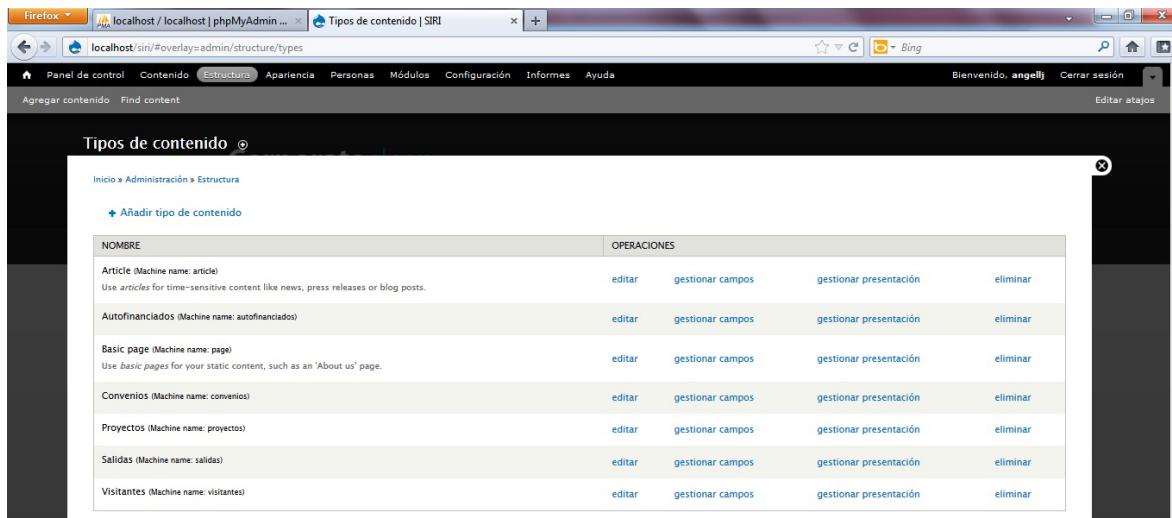 Firefox
localhost / localhost | phpMyAdmin ...
Tipos de contenido | SIRI
localhost/siri/#overlay=admin/structure/types
Bing
Panel de control Contenido Estructura Apariencia Personas Módulos Configuración Informes Ayuda
Bienvenido, angellj Cerrar sesión
Agregar contenido Find content
Editar atajos
Tipos de contenido
Inicio » Administración » Estructura
+ Añadir tipo de contenido
NOMBRE OPERACIONES
Article (Machine name: article)
Use articles for time-sensitive content like news, press releases or blog posts.
editar gestionar campos gestionar presentación eliminar
Autofinanciados (Machine name: autofinanciados)
editar gestionar campos gestionar presentación eliminar
Basic page (Machine name: page)
Use basic pages for your static content, such as an 'About us' page.
editar gestionar campos gestionar presentación eliminar
Convenios (Machine name: convenios)
editar gestionar campos gestionar presentación eliminar
Proyectos (Machine name: proyectos)
editar gestionar campos gestionar presentación eliminar
Salidas (Machine name: salidas)
editar gestionar campos gestionar presentación eliminar
Visitantes (Machine name: visitantes)
editar gestionar campos gestionar presentación eliminar